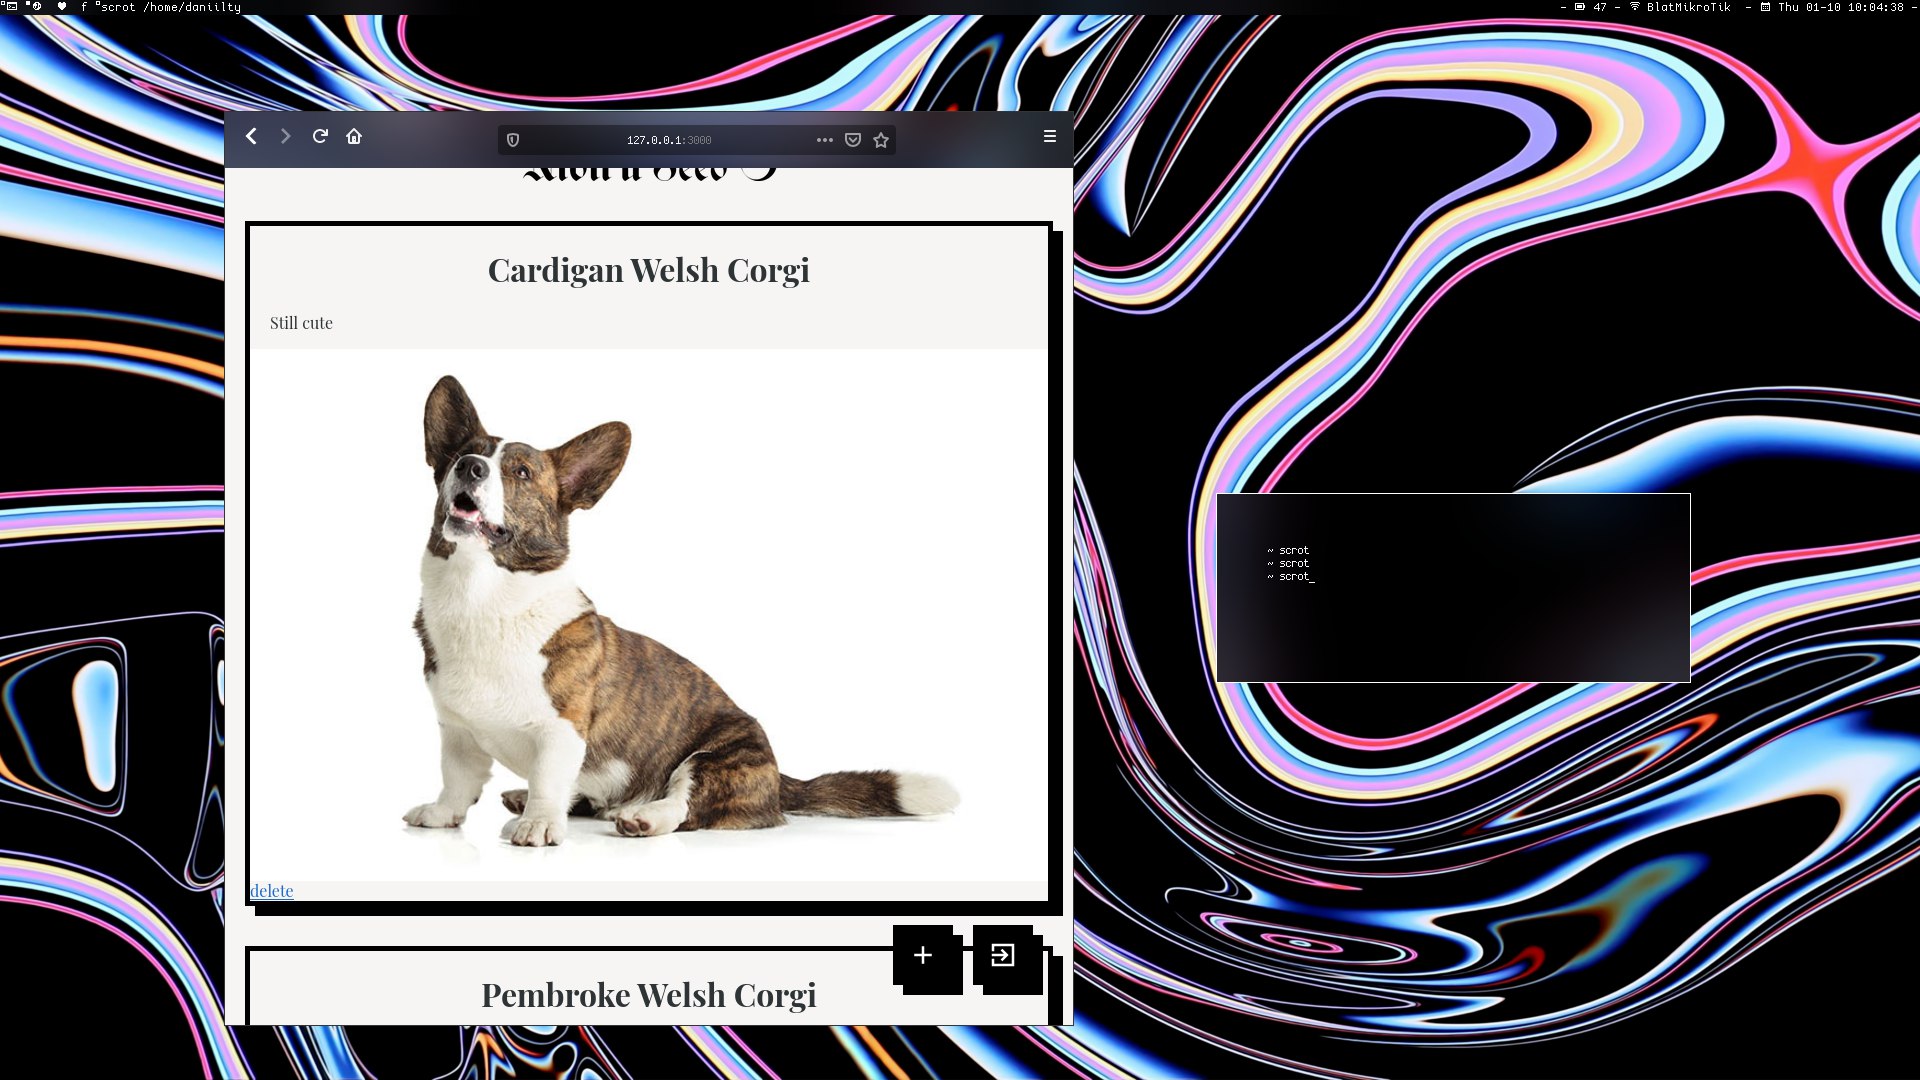 f scrot /home/daniilty
- 47 - BlatMikroTik - Thu 01-10 10:04:38 -
127.0.0.1:3000
Cardigan Welsh Corgi
Still cute
delete
Pembroke Welsh Corgi
~ scrot
~ scrot
~ scrot_